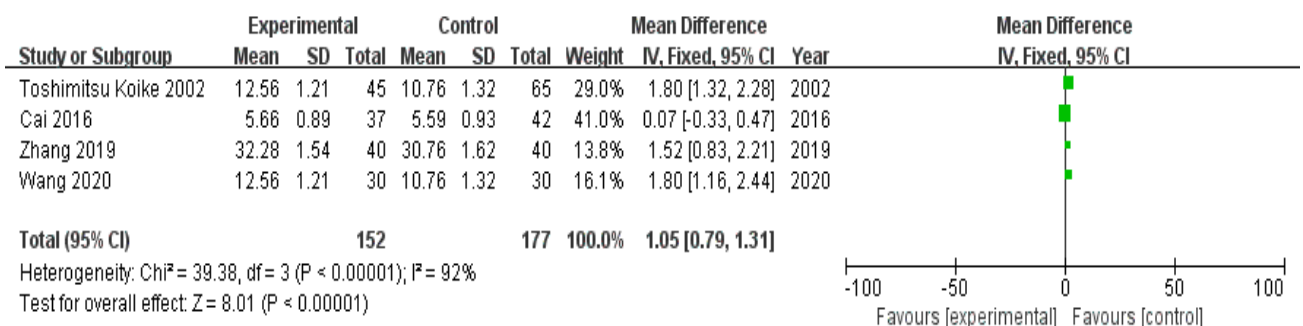 Experimental Control Mean Difference Mean Difference
Study or Subgroup Mean SD Total Mean SD Total Weight IV, Fixed, 95% CI Year IV, Fixed, 95% CI
Toshimitsu Koike 2002 12.56 1.21 45 10.76 1.32 65 29.0% 1.80 [1.32, 2.28] 2002
Cai 2016 5.66 0.89 37 5.59 0.93 42 41.0% 0.07 [-0.33, 0.47] 2016
Zhang 2019 32.28 1.54 40 30.76 1.62 40 13.8% 1.52 [0.83, 2.21] 2019
Wang 2020 12.56 1.21 30 10.76 1.32 30 16.1% 1.80 [1.16, 2.44] 2020
Total (95% CI) 152 177 100.0% 1.05 [0.79, 1.31]
Heterogeneity: Chi² = 39.38, df = 3 (P < 0.00001); I² = 92%
Test for overall effect: Z = 8.01 (P < 0.00001)
-100 -50 0 50 100
Favours [experimental] Favours [control]